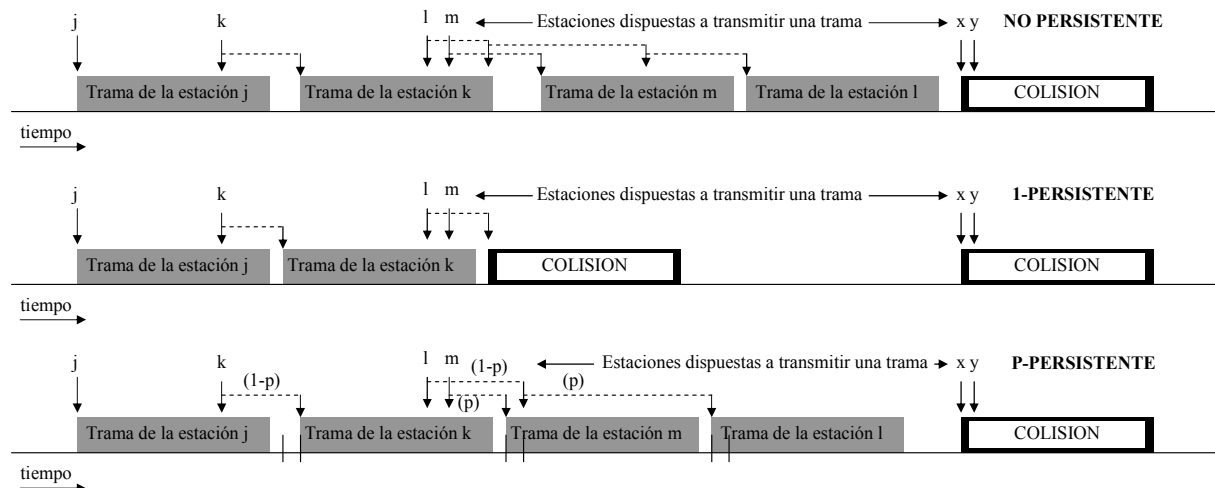 j k l m Estaciones dispuestas a transmitir una trama x y NO PERSISTENTE
Trama de la estación j Trama de la estación k Trama de la estación m Trama de la estación l COLISION
tiempo
j k l m Estaciones dispuestas a transmitir una trama x y 1-PERSISTENTE
Trama de la estación j Trama de la estación k COLISION COLISION
tiempo
j k l m Estaciones dispuestas a transmitir una trama x y P-PERSISTENTE
(1-p) (1-p) (p)
(p)
Trama de la estación j Trama de la estación k Trama de la estación m Trama de la estación l COLISION
tiempo